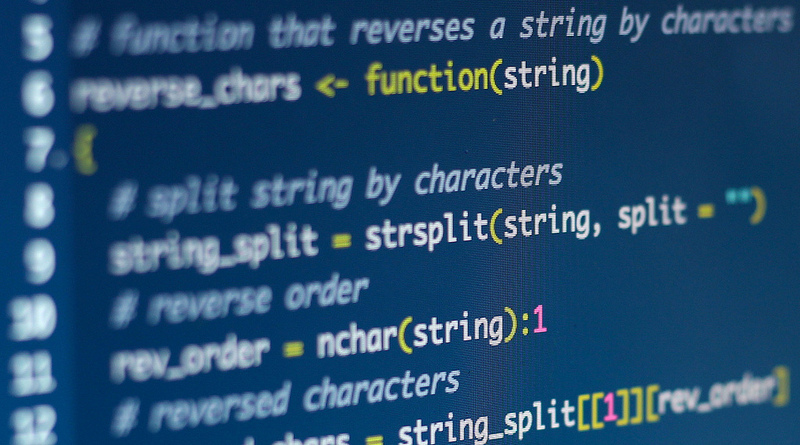 5 # function that reverses a string by characters
6 reverse_chars <- function(string)
7 {
8 # split string by characters
9 string_split = strsplit(string, split = "")
10 # reverse order
11 rev_order = nchar(string):1
12 # reversed characters
= string_split[[1]][rev_order]